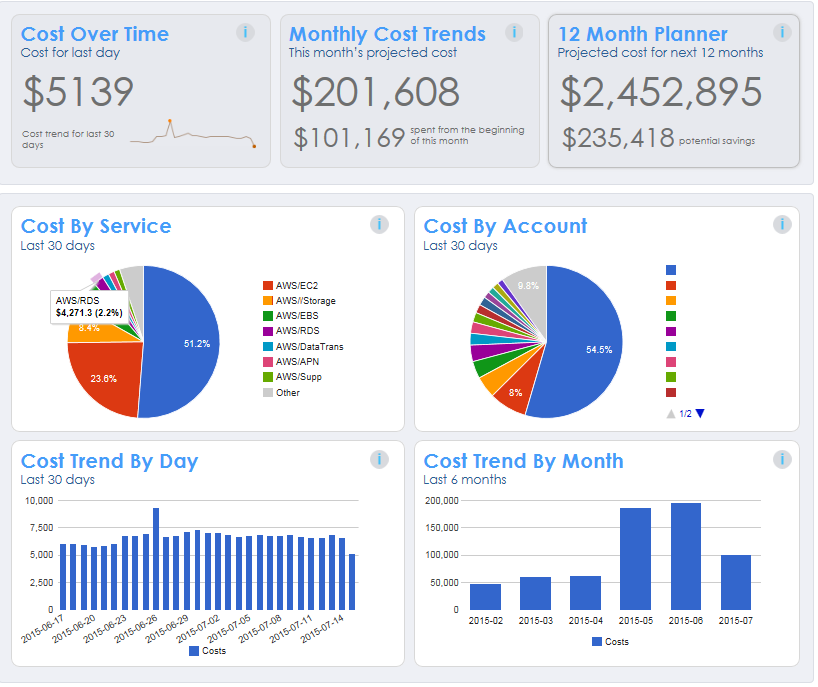 Cost Over Time
Cost for last day
$5139
Cost trend for last 30
days
Monthly Cost Trends
This month's projected cost
$201,608
$101,169 spent from the beginning
of this month
12 Month Planner
Projected cost for next 12 months
$2,452,895
$235,418 potential savings
Cost By Service
Last 30 days
AWS/RDS
$4,271.3 (2.2%)
8.4%
23.6%
51.2%
AWS/EC2
AWS//Storage
AWS/EBS
AWS/RDS
AWS/DataTrans
AWS/APN
AWS/Supp
Other
Cost By Account
Last 30 days
9.8%
54.5%
8%
1/2
Cost Trend By Day
Last 30 days
10,000
7,500
5,000
2,500
0
2015-06-17
2015-06-20
2015-06-23
2015-06-26
2015-06-29
2015-07-02
2015-07-05
2015-07-08
2015-07-11
2015-07-14
Costs
Cost Trend By Month
Last 6 months
200,000
150,000
100,000
50,000
0
2015-02 2015-03 2015-04 2015-05 2015-06 2015-07
Costs